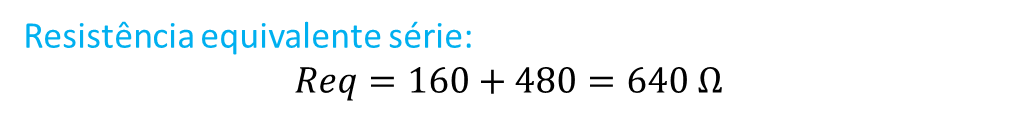 Resistência equivalente série:
Req = 160 + 480 = 640 Ω